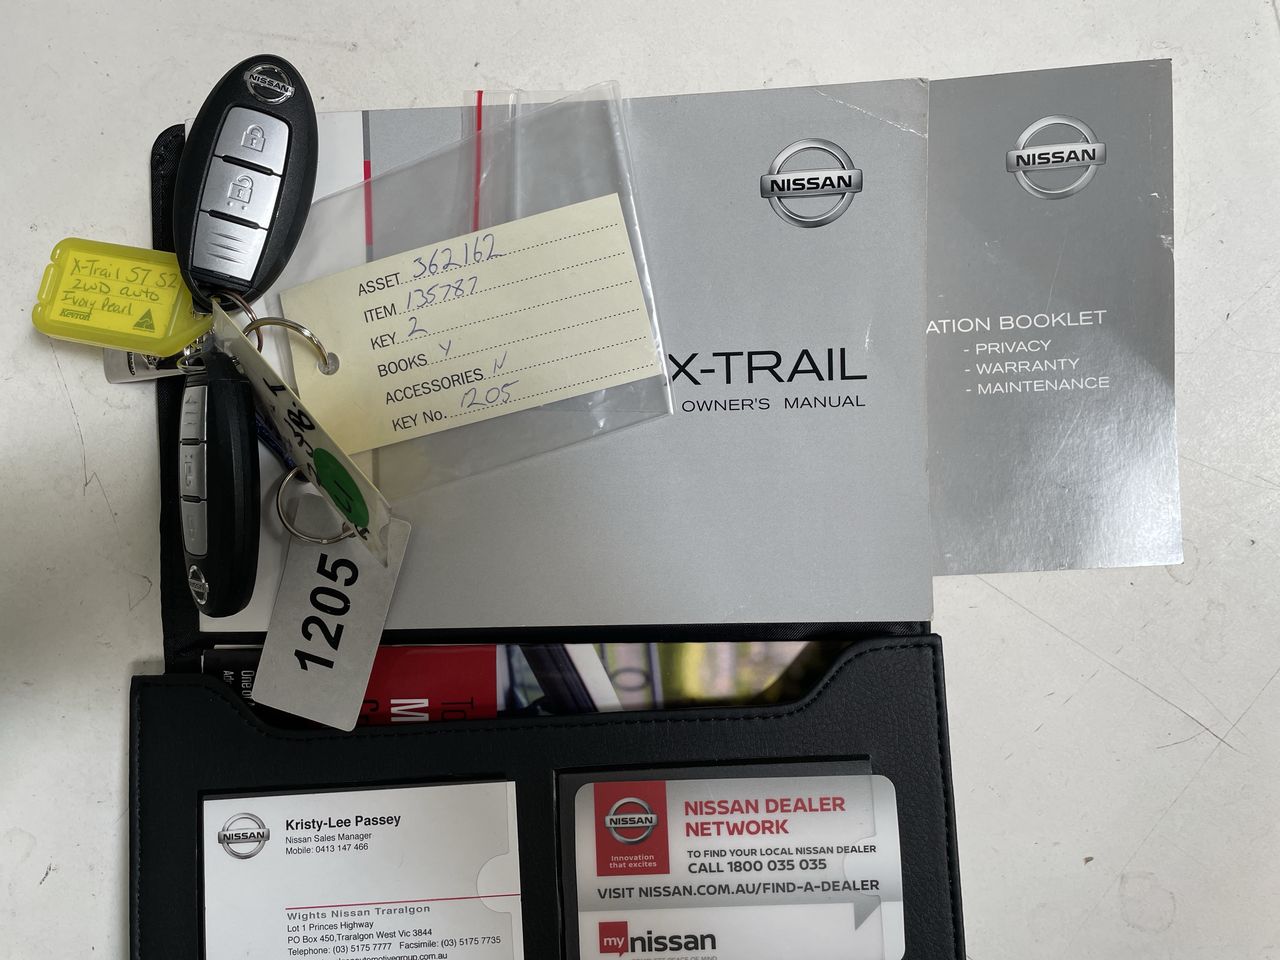 NISSAN
X-Trail S7 S2
2WD auto
Ivory Pearl
Kevron
ASSET 362162
ITEM 135787
KEY 2
BOOKS Y
ACCESSORIES N
KEY No. 1205
NISSAN
X-TRAIL
OWNER'S MANUAL
NISSAN
ATION BOOKLET
- PRIVACY
- WARRANTY
- MAINTENANCE
NISSAN
1205
One of
NISSAN
Kristy-Lee Passey
Nissan Sales Manager
Mobile: 0413 147 466
Wights Nissan Traralgon
Lot 1 Princes Highway
PO Box 450,Traralgon West Vic 3844
Telephone: (03) 5175 7777 Facsimile: (03) 5175 7735
NISSAN
Innovation
that excites
NISSAN DEALER
NETWORK
TO FIND YOUR LOCAL NISSAN DEALER
CALL 1800 035 035
VISIT NISSAN.COM.AU/FIND-A-DEALER
my nissan